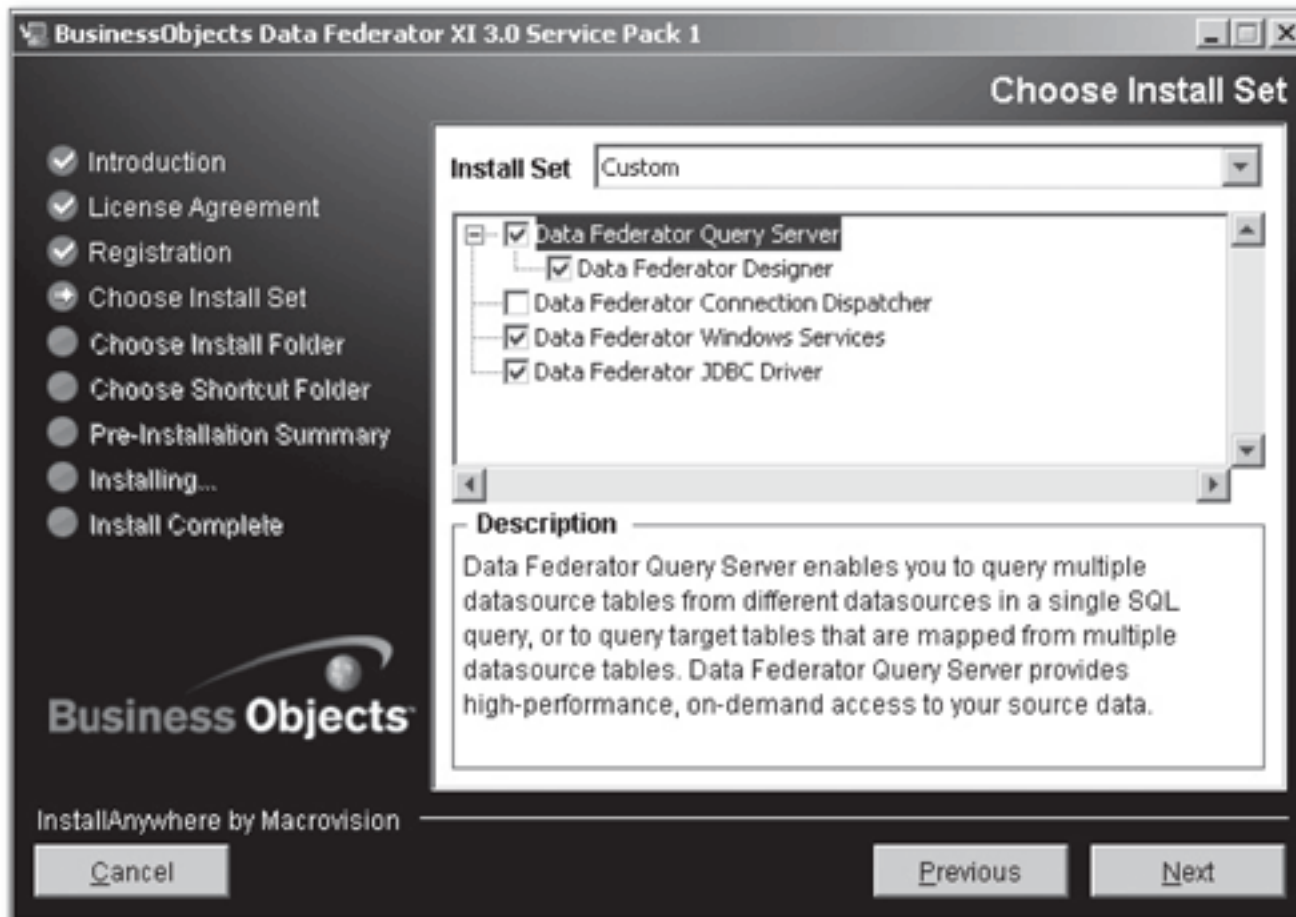 BusinessObjects Data Federator XI 3.0 Service Pack 1
Choose Install Set
Introduction
License Agreement
Registration
Choose Install Set
Choose Install Folder
Choose Shortcut Folder
Pre-Installation Summary
Installing...
Install Complete
Business Objects™
Install Set
Custom
Data Federator Query Server
Data Federator Designer
Data Federator Connection Dispatcher
Data Federator Windows Services
Data Federator JDBC Driver
Description
Data Federator Query Server enables you to query multiple
datasource tables from different datasources in a single SQL
query, or to query target tables that are mapped from multiple
datasource tables. Data Federator Query Server provides
high-performance, on-demand access to your source data.
InstallAnywhere by Macrovision
Cancel
Previous
Next